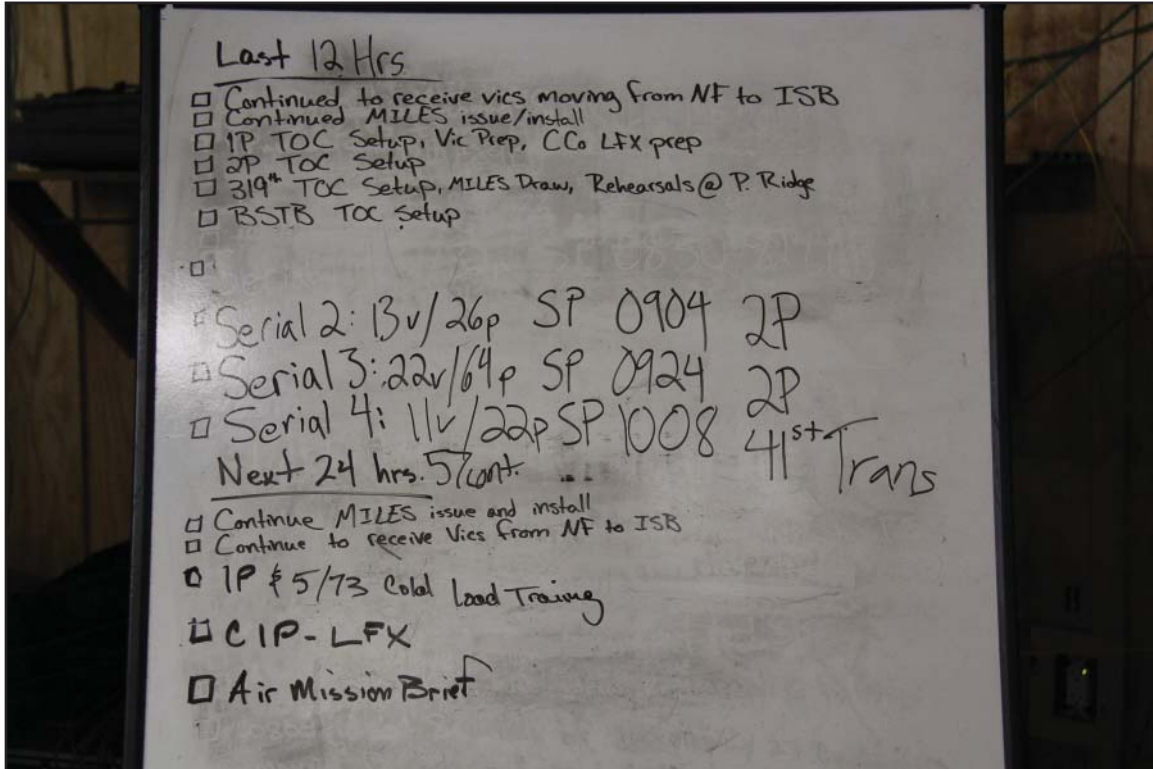 Last 12 Hrs
□ Continued to receive vics moving from NF to ISB
□ Continued MILES issue/install
□ 1P TOC Setup, Vic Prep, CCo LFX prep
□ 2P TOC Setup
□ 319th TOC Setup, MILES Draw, Rehearsals @ P. Ridge
□ BSTB TOC Setup
□
□ Serial 2: 13v/26p SP 0904 2P
□ Serial 3: 22v/64p SP 0924 2P
□ Serial 4: 11v/22p SP 1008 41st Trans
Next 24 hrs.
□ Continue MILES issue and install
□ Continue to receive Vics from NF to ISB
□ 1P & 5/73 Cold Load Traing
□ C1P-LFX
□ Air Mission Brief